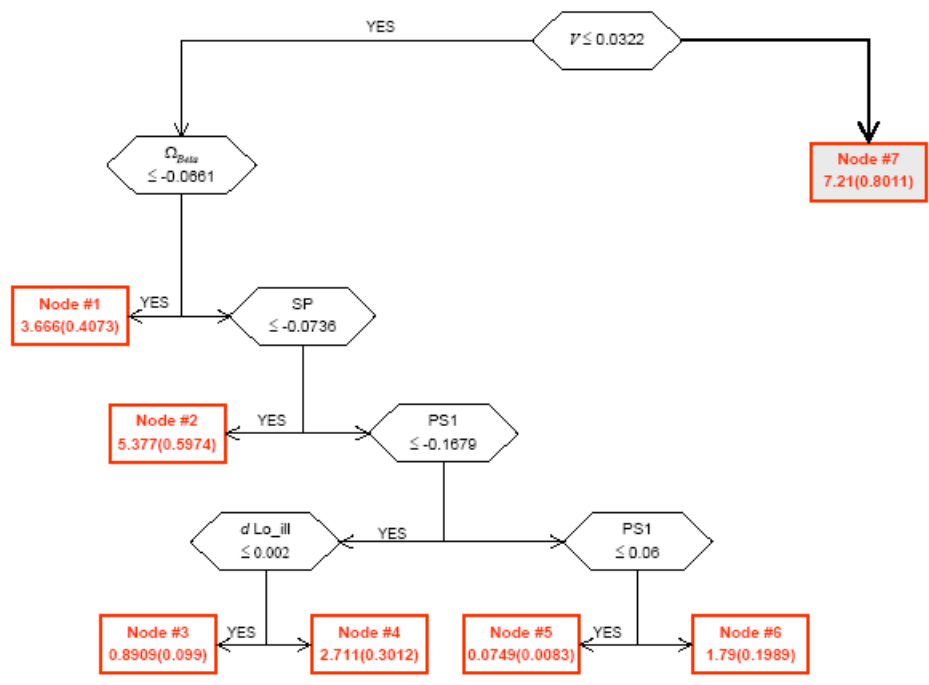 YES
V ≤ 0.0322
Ω_Beta
≤ -0.0661
Node #7
7.21(0.8011)
Node #1
3.666(0.4073)
YES
SP
≤ -0.0736
Node #2
5.377(0.5974)
YES
PS1
≤ -0.1679
d Lo_ill
≤ 0.002
YES
PS1
≤ 0.06
Node #3
0.8909(0.099)
YES
Node #4
2.711(0.3012)
Node #5
0.0749(0.0083)
YES
Node #6
1.79(0.1989)